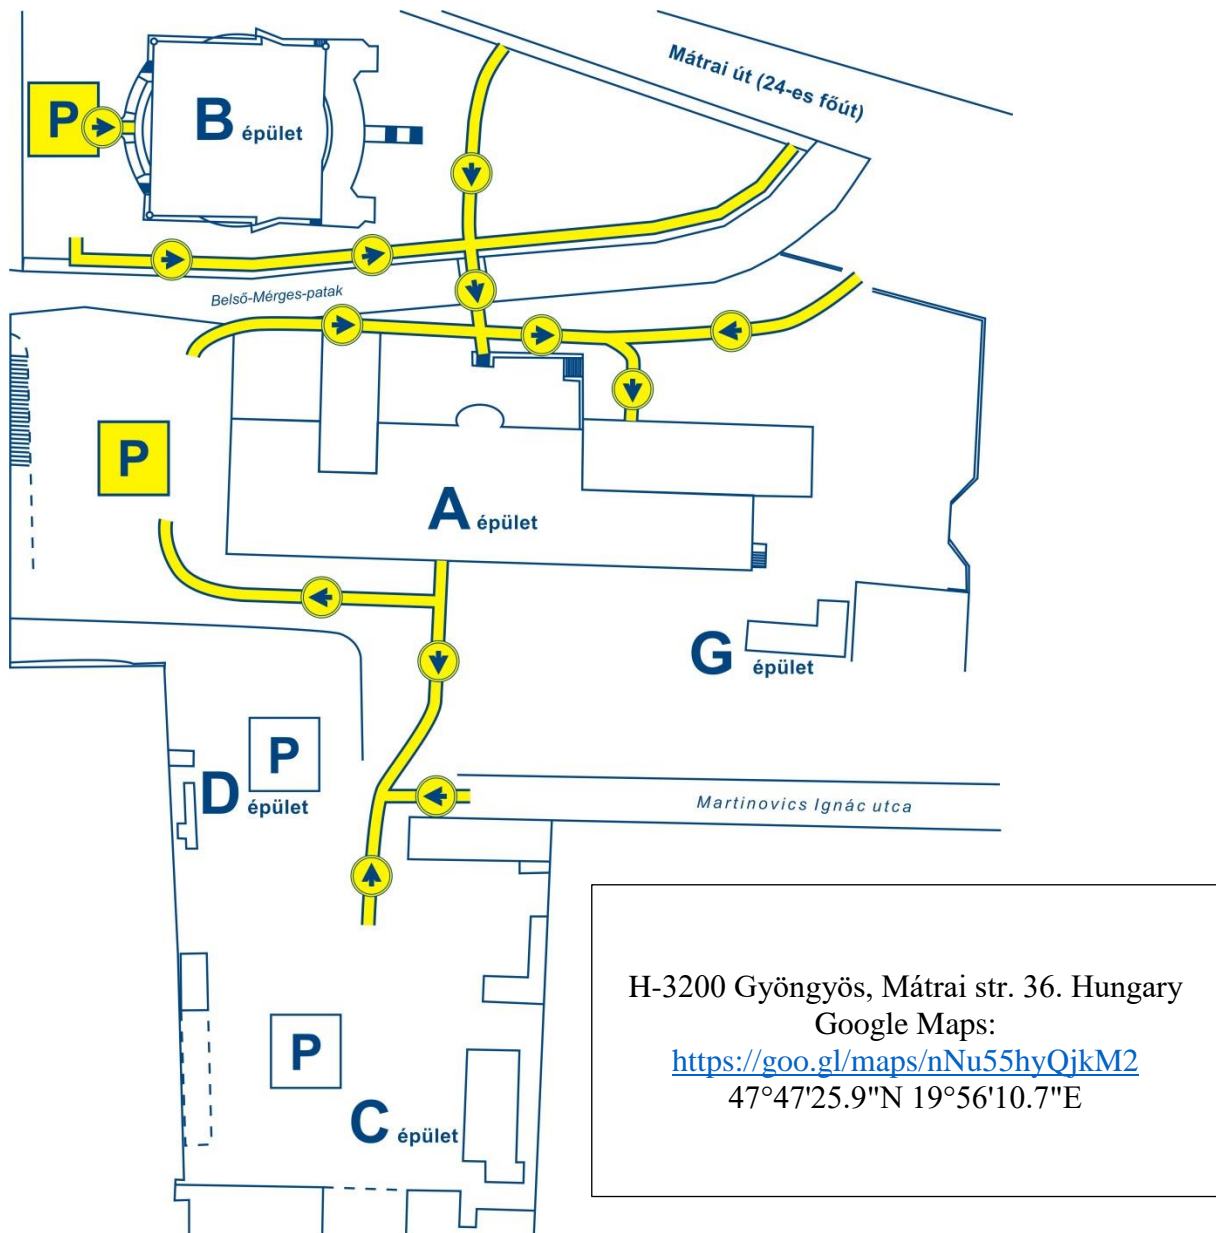 Mátrai út (24-es főút)
P
B épület
Belső-Mérges-patak
P
A épület
G épület
P
D épület
Martinovics Ignác utca
P
C épület
H-3200 Gyöngyös, Mátrai str. 36. Hungary
Google Maps:
https://goo.gl/maps/nNu55hyQjkM2
47°47'25.9"N 19°56'10.7"E